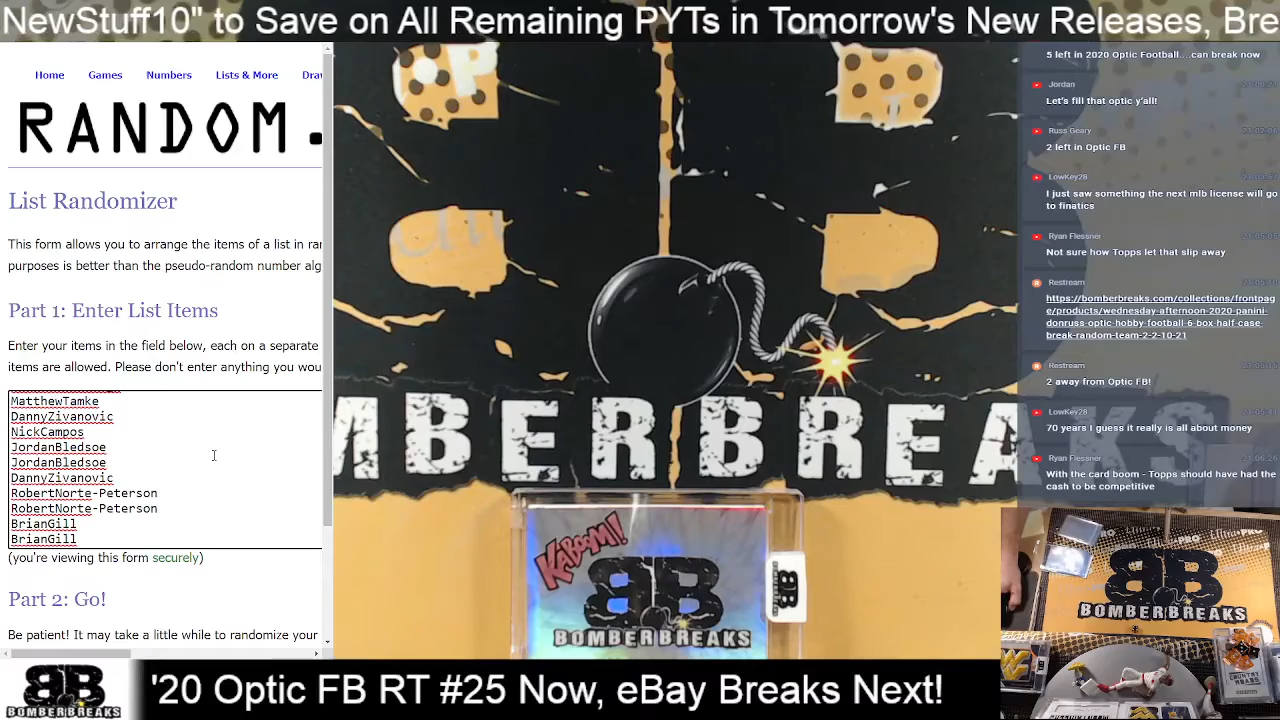 NewStuff10" to Save on All Remaining PYTs in Tomorrow's New Releases, Bre
Home Games Numbers Lists & More Dra
RANDOM.
List Randomizer
This form allows you to arrange the items of a list in ra
purposes is better than the pseudo-random number alg
Part 1: Enter List Items
Enter your items in the field below, each on a separate
items are allowed. Please don't enter anything you wou
MatthewTamke
DannyZivanovic
NickCampos
JordanBledsoe
JordanBledsoe
DannyZivanovic
RobertNorte-Peterson
RobertNorte-Peterson
BrianGill
BrianGill
(you're viewing this form securely)
Part 2: Go!
Be patient! It may take a little while to randomize your
MBERBREAKS
KABOOM!
BB
BOMBERBREAKS
BB
5 left in 2020 Optic Football....can break now
Jordan
Let's fill that optic y'all!
Russ Geary
2 left in Optic FB
LowKey28
I just saw something the next mlb license will go
to finatics
Ryan Flessner
Not sure how Topps let that slip away
Restream
https://bomberbreaks.com/collections/frontpag
e/products/wednesday-afternoon-2020-panini-
donruss-optic-hobby-football-6-box-half-case-
break-random-team-2-2-10-21
Restream
2 away from Optic FB!
LowKey28
70 years I guess it really is all about money
Ryan Flessner
With the card boom - Topps should have had the
cash to be competitive
BB
BOMBERBREAKS
BB
BOMBERBREAKS
'20 Optic FB RT #25 Now, eBay Breaks Next!